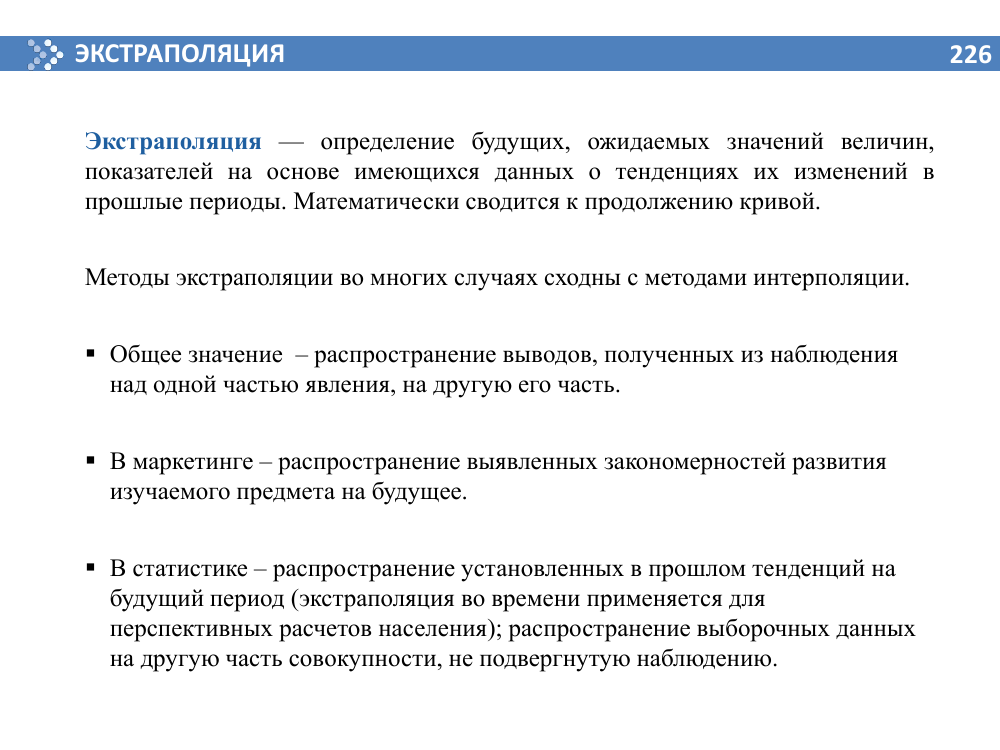 ЭКСТРАПОЛЯЦИЯ 226
Экстраполяция — определение будущих, ожидаемых значений величин,
показателей на основе имеющихся данных о тенденциях их изменений в
прошлые периоды. Математически сводится к продолжению кривой.
Методы экстраполяции во многих случаях сходны с методами интерполяции.
▪ Общее значение – распространение выводов, полученных из наблюдения
над одной частью явления, на другую его часть.
▪ В маркетинге – распространение выявленных закономерностей развития
изучаемого предмета на будущее.
▪ В статистике – распространение установленных в прошлом тенденций на
будущий период (экстраполяция во времени применяется для
перспективных расчетов населения); распространение выборочных данных
на другую часть совокупности, не подвергнутую наблюдению.